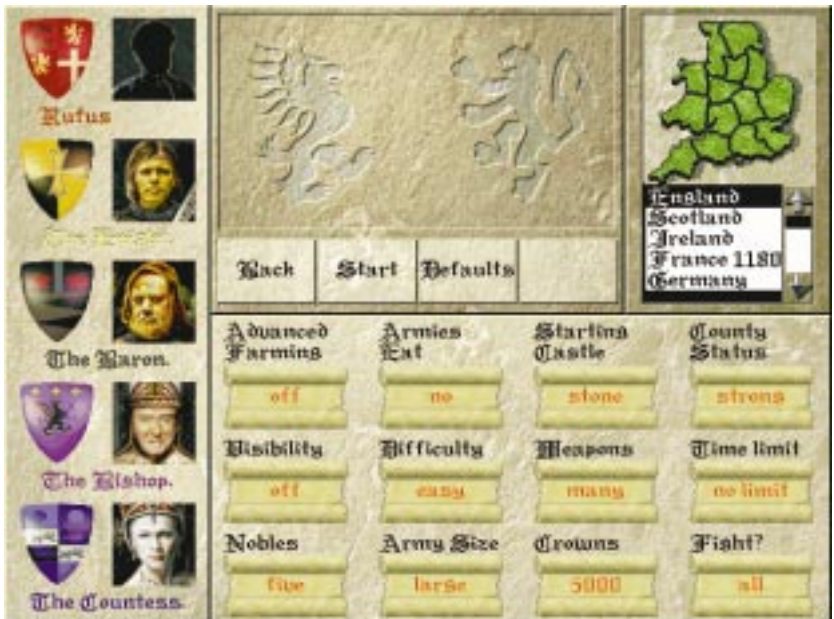 Rufus
The Knight.
The Baron.
The Bishop.
The Countess.
Back
Start
Defaults
England
Scotland
Ireland
France 1180
Germany
Advanced
Farming
off
Armies
Eat
no
Starting
Castle
stone
County
Status
strong
Visibility
off
Difficulty
easy
Weapons
many
Time limit
no limit
Nobles
five
Army Size
large
Crowns
5000
Fight?
all